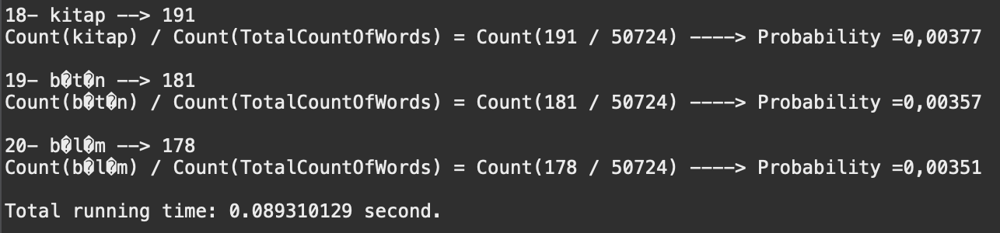 18- kitap --> 191
Count(kitap) / Count(TotalCountOfWords) = Count(191 / 50724) ----> Probability =0,00377
19- b�t�n --> 181
Count(b�t�n) / Count(TotalCountOfWords) = Count(181 / 50724) ----> Probability =0,00357
20- b�l�m --> 178
Count(b�l�m) / Count(TotalCountOfWords) = Count(178 / 50724) ----> Probability =0,00351
Total running time: 0.089310129 second.